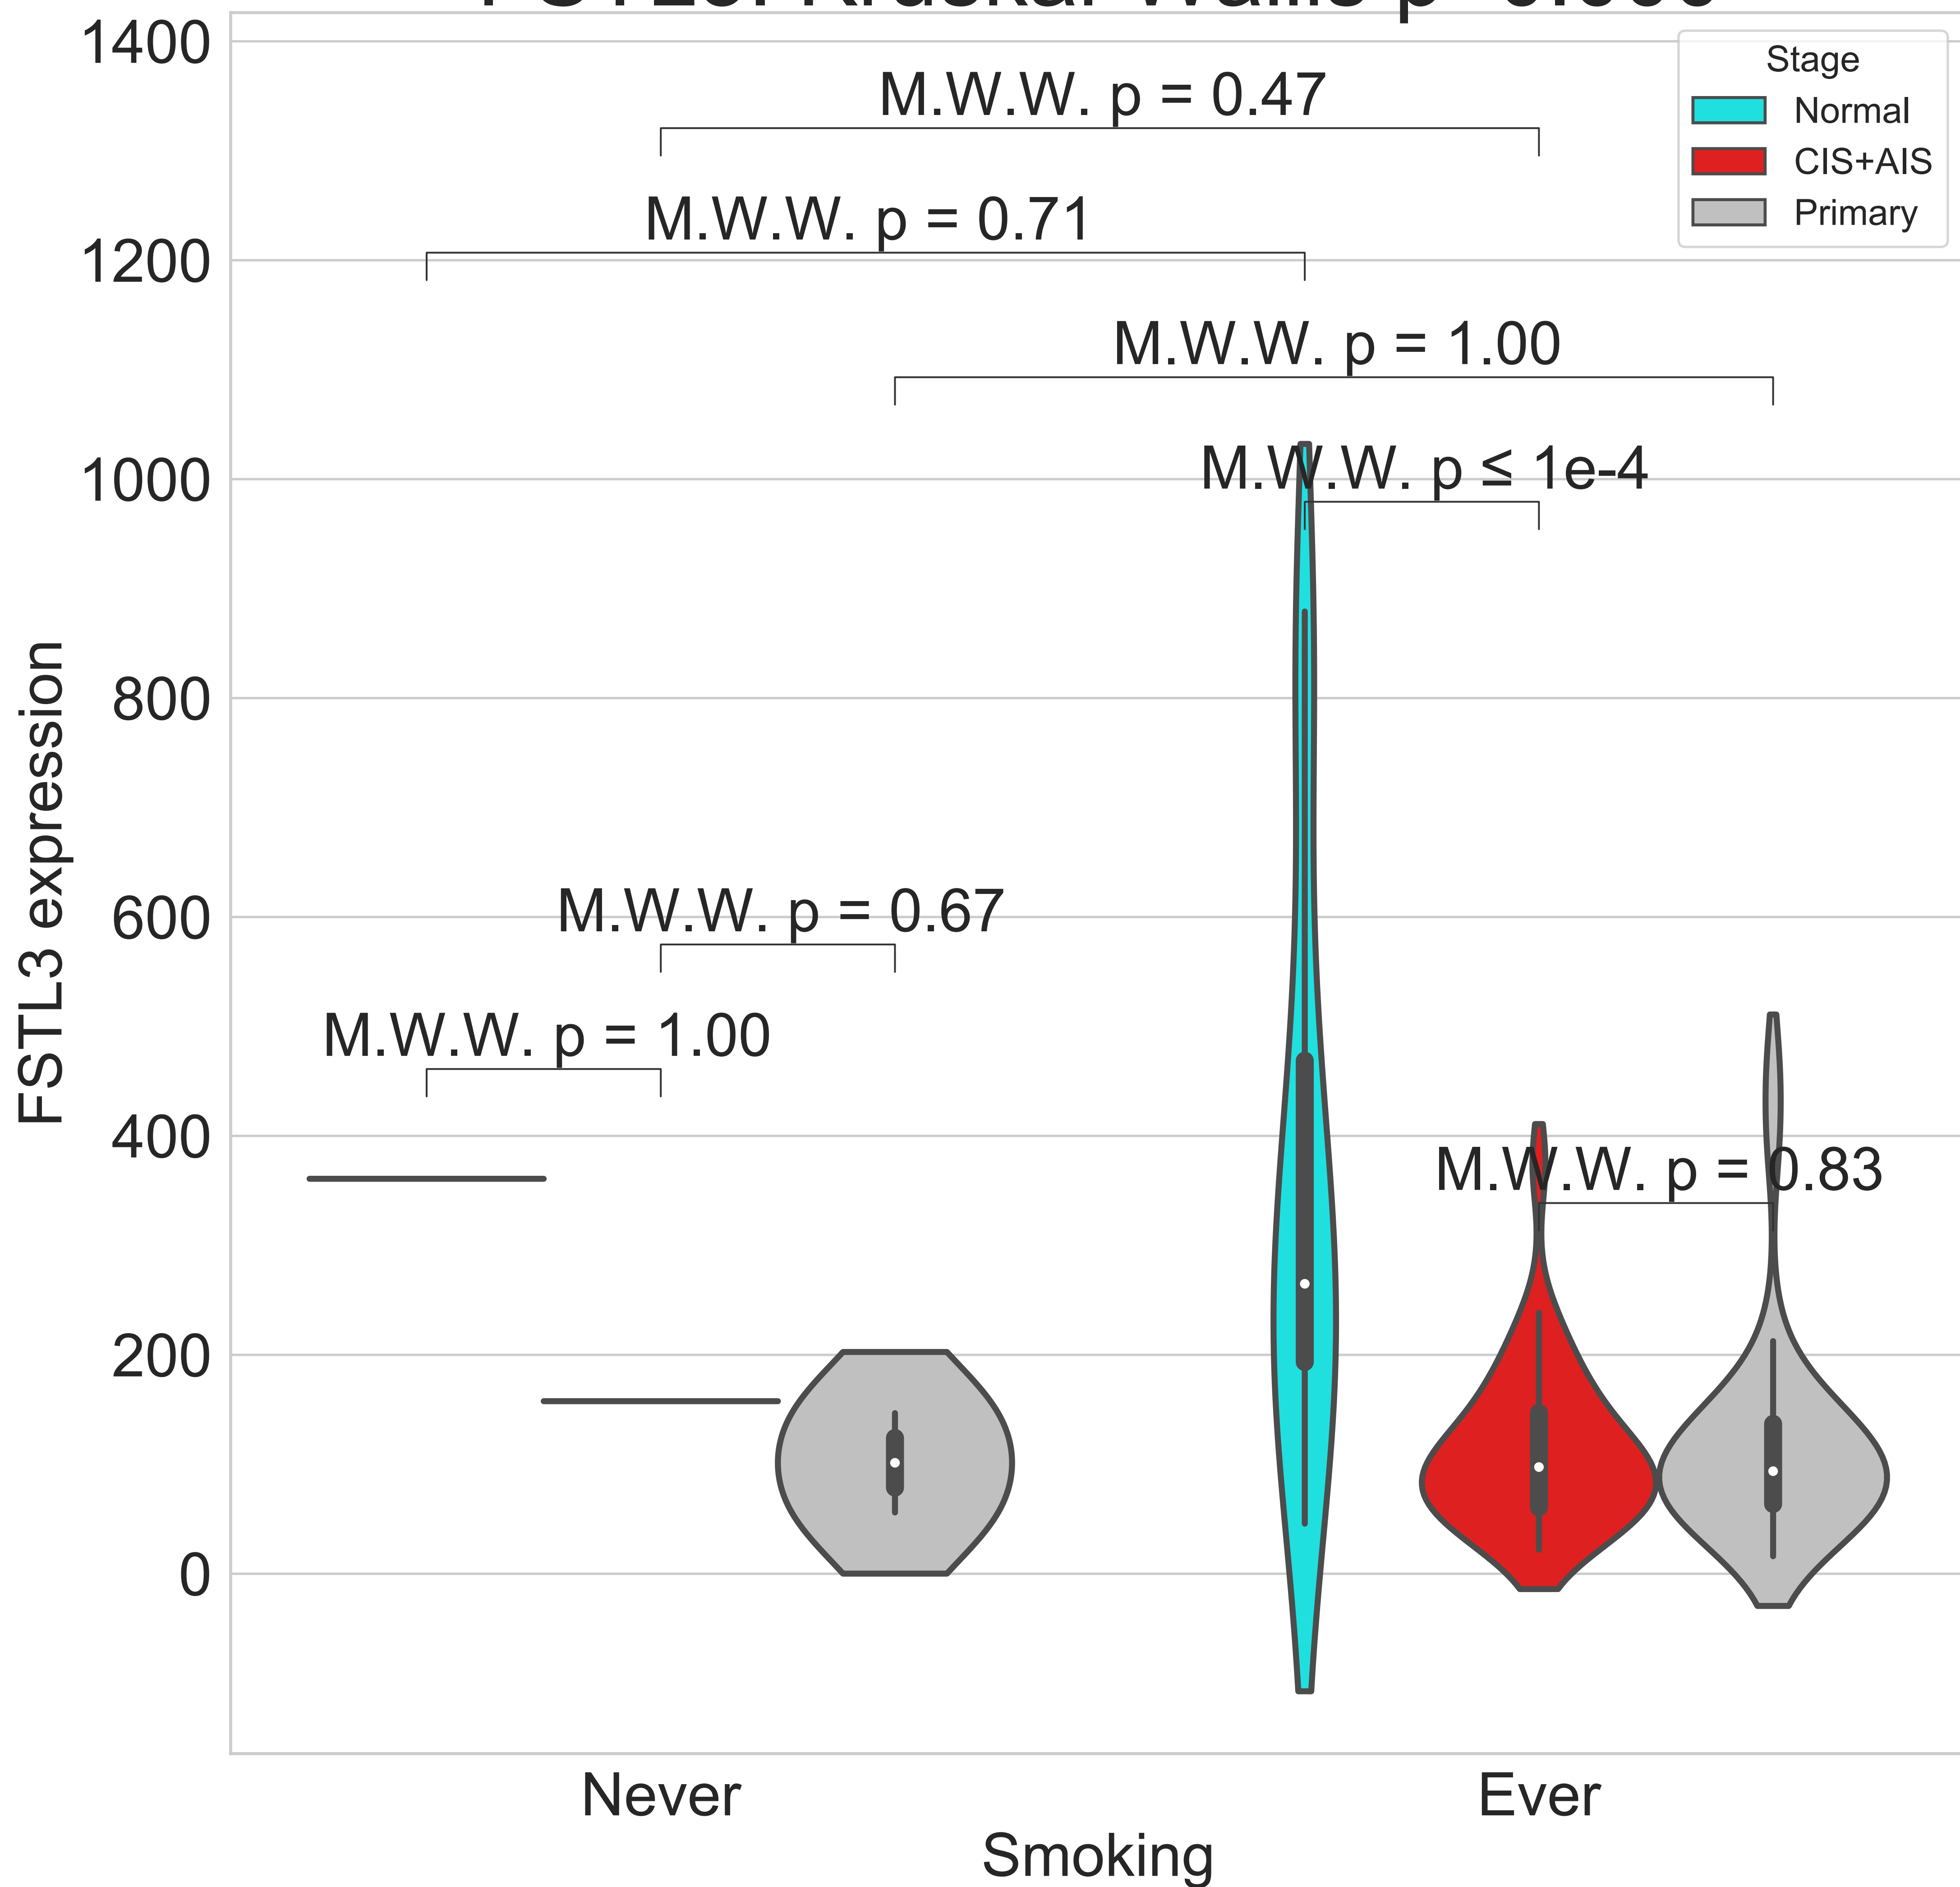 1400
1200
1000
800
600
400
200
0
FSTL3 expression
M.W.W. p = 0.47
M.W.W. p = 0.71
M.W.W. p = 1.00
M.W.W. p ≤ 1e-4
M.W.W. p = 0.67
M.W.W. p = 1.00
M.W.W. p = 0.83
Stage
Normal
CIS+AIS
Primary
Never
Ever
Smoking